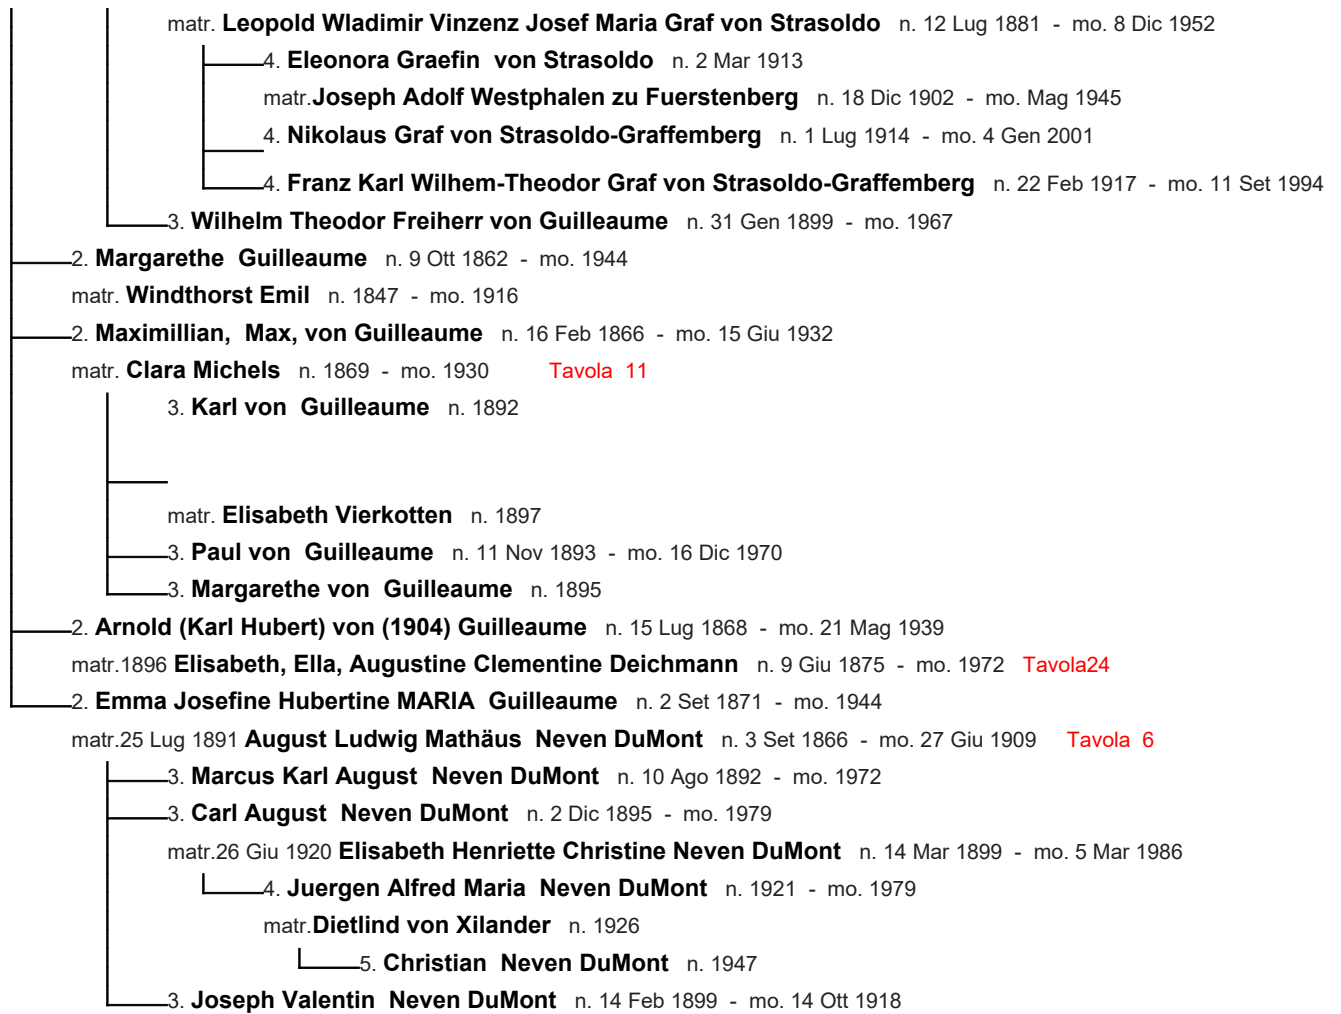 matr. Leopold Wladimir Vinzenz Josef Maria Graf von Strasoldo n. 12 Lug 1881 - mo. 8 Dic 1952
4. Eleonora Graefin von Strasoldo n. 2 Mar 1913
matr.Joseph Adolf Westphalen zu Fuerstenberg n. 18 Dic 1902 - mo. Mag 1945
4. Nikolaus Graf von Strasoldo-Graffemberg n. 1 Lug 1914 - mo. 4 Gen 2001
4. Franz Karl Wilhem-Theodor Graf von Strasoldo-Graffemberg n. 22 Feb 1917 - mo. 11 Set 1994
3. Wilhelm Theodor Freiherr von Guilleaume n. 31 Gen 1899 - mo. 1967
2. Margarethe Guilleaume n. 9 Ott 1862 - mo. 1944
matr. Windthorst Emil n. 1847 - mo. 1916
2. Maximillian, Max, von Guilleaume n. 16 Feb 1866 - mo. 15 Giu 1932
matr. Clara Michels n. 1869 - mo. 1930 Tavola 11
3. Karl von Guilleaume n. 1892
matr. Elisabeth Vierkotten n. 1897
3. Paul von Guilleaume n. 11 Nov 1893 - mo. 16 Dic 1970
3. Margarethe von Guilleaume n. 1895
2. Arnold (Karl Hubert) von (1904) Guilleaume n. 15 Lug 1868 - mo. 21 Mag 1939
matr.1896 Elisabeth, Ella, Augustine Clementine Deichmann n. 9 Giu 1875 - mo. 1972 Tavola24
2. Emma Josefine Hubertine MARIA Guilleaume n. 2 Set 1871 - mo. 1944
matr.25 Lug 1891 August Ludwig Mathäus Neven DuMont n. 3 Set 1866 - mo. 27 Giu 1909 Tavola 6
3. Marcus Karl August Neven DuMont n. 10 Ago 1892 - mo. 1972
3. Carl August Neven DuMont n. 2 Dic 1895 - mo. 1979
matr.26 Giu 1920 Elisabeth Henriette Christine Neven DuMont n. 14 Mar 1899 - mo. 5 Mar 1986
4. Juergen Alfred Maria Neven DuMont n. 1921 - mo. 1979
matr.Dietlind von Xilander n. 1926
5. Christian Neven DuMont n. 1947
3. Joseph Valentin Neven DuMont n. 14 Feb 1899 - mo. 14 Ott 1918